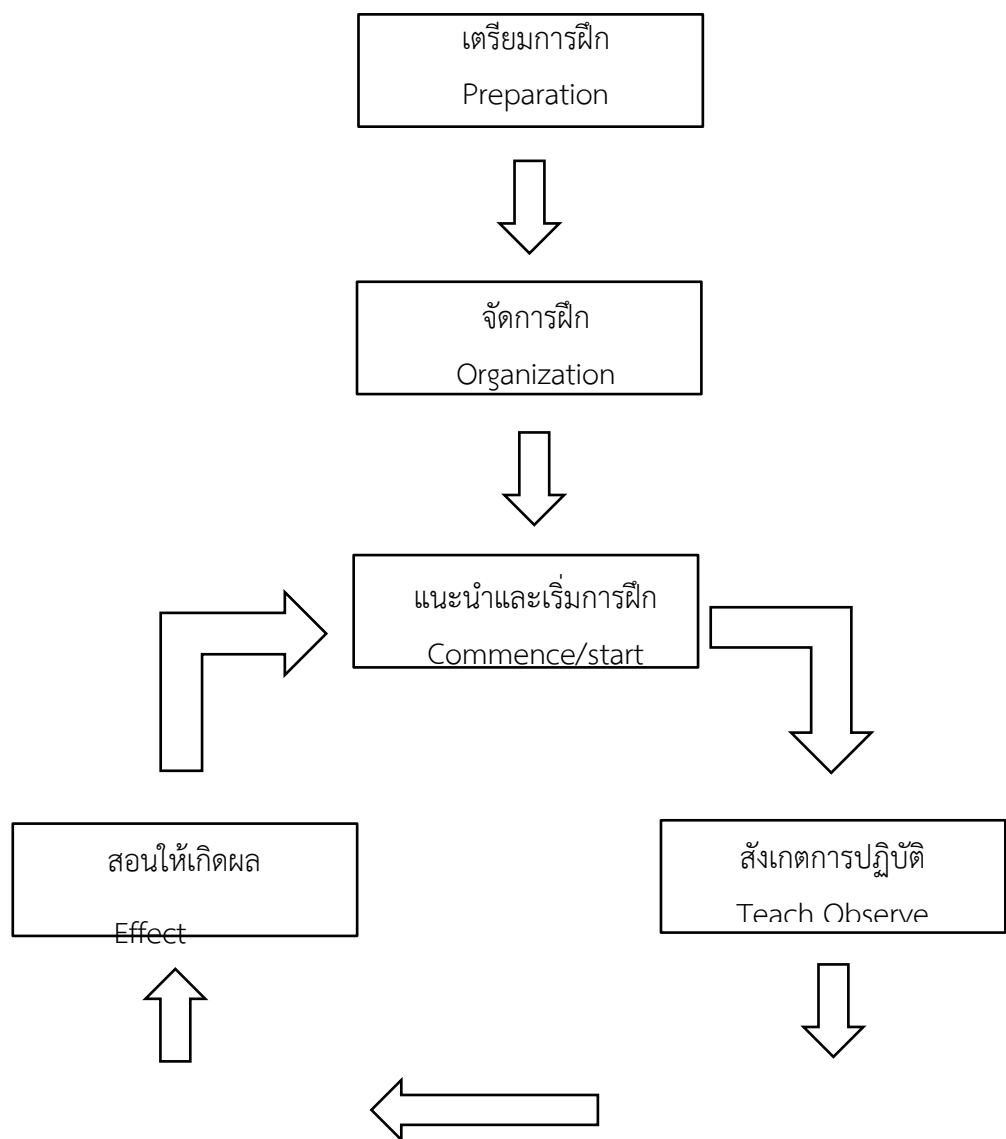 เตรียมการฝึก
Preparation
จัดการฝึก
Organization
แนะนำและเริ่มการฝึก
Commence/start
สอนให้เกิดผล
Effect
สังเกตการปฏิบัติ
Teach Observe